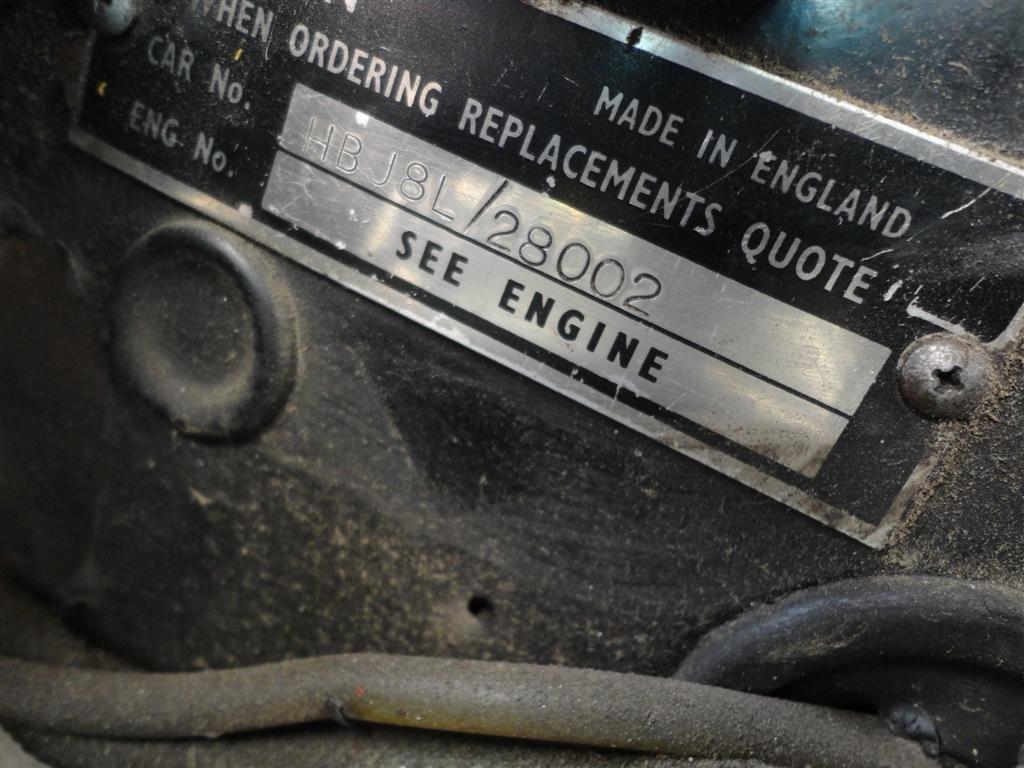 MADE IN ENGLAND
WHEN ORDERING REPLACEMENTS QUOTE
CAR No. HBJ8L/28002
ENG No. SEE ENGINE